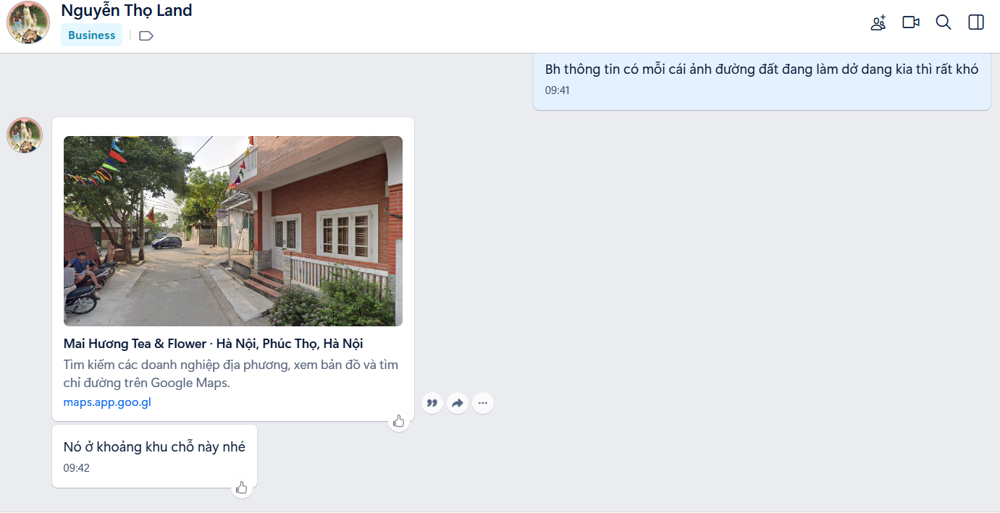 Nguyễn Thọ Land
Business
Bh thông tin có mỗi cái ảnh đường đất đang làm dở dang kia thì rất khó
09:41
Mai Hương Tea & Flower · Hà Nội, Phúc Thọ, Hà Nội
Tìm kiếm các doanh nghiệp địa phương, xem bản đồ và tìm
chỉ đường trên Google Maps.
maps.app.goo.gl
Nó ở khoảng khu chỗ này nhé
09:42